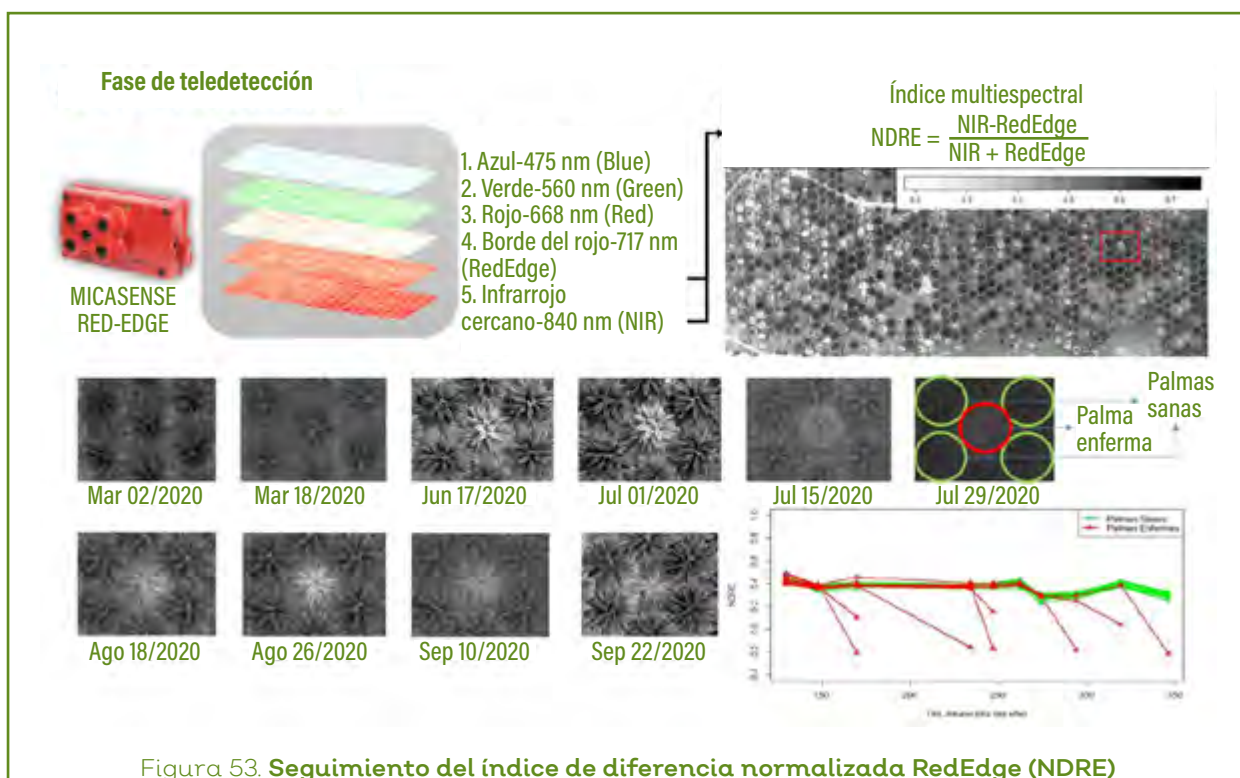 Fase de teledetección
MICASENSE
RED-EDGE
1. Azul-475 nm (Blue)
2. Verde-560 nm (Green)
3. Rojo-668 nm (Red)
4. Borde del rojo-717 nm
(RedEdge)
5. Infrarrojo
cercano-840 nm (NIR)
Índice multiespectral
NDRE = NIR-RedEdge
NIR + RedEdge
Mar 02/2020
Mar 18/2020
Jun 17/2020
Jul 01/2020
Jul 15/2020
Jul 29/2020
Palmas
sanas
Palma
enferma
Ago 18/2020
Ago 26/2020
Sep 10/2020
Sep 22/2020
Palmas Sanas
Palmas Enfermas
NDRE
Figura 53. Seguimiento del índice de diferencia normalizada RedEdge (NDRE)